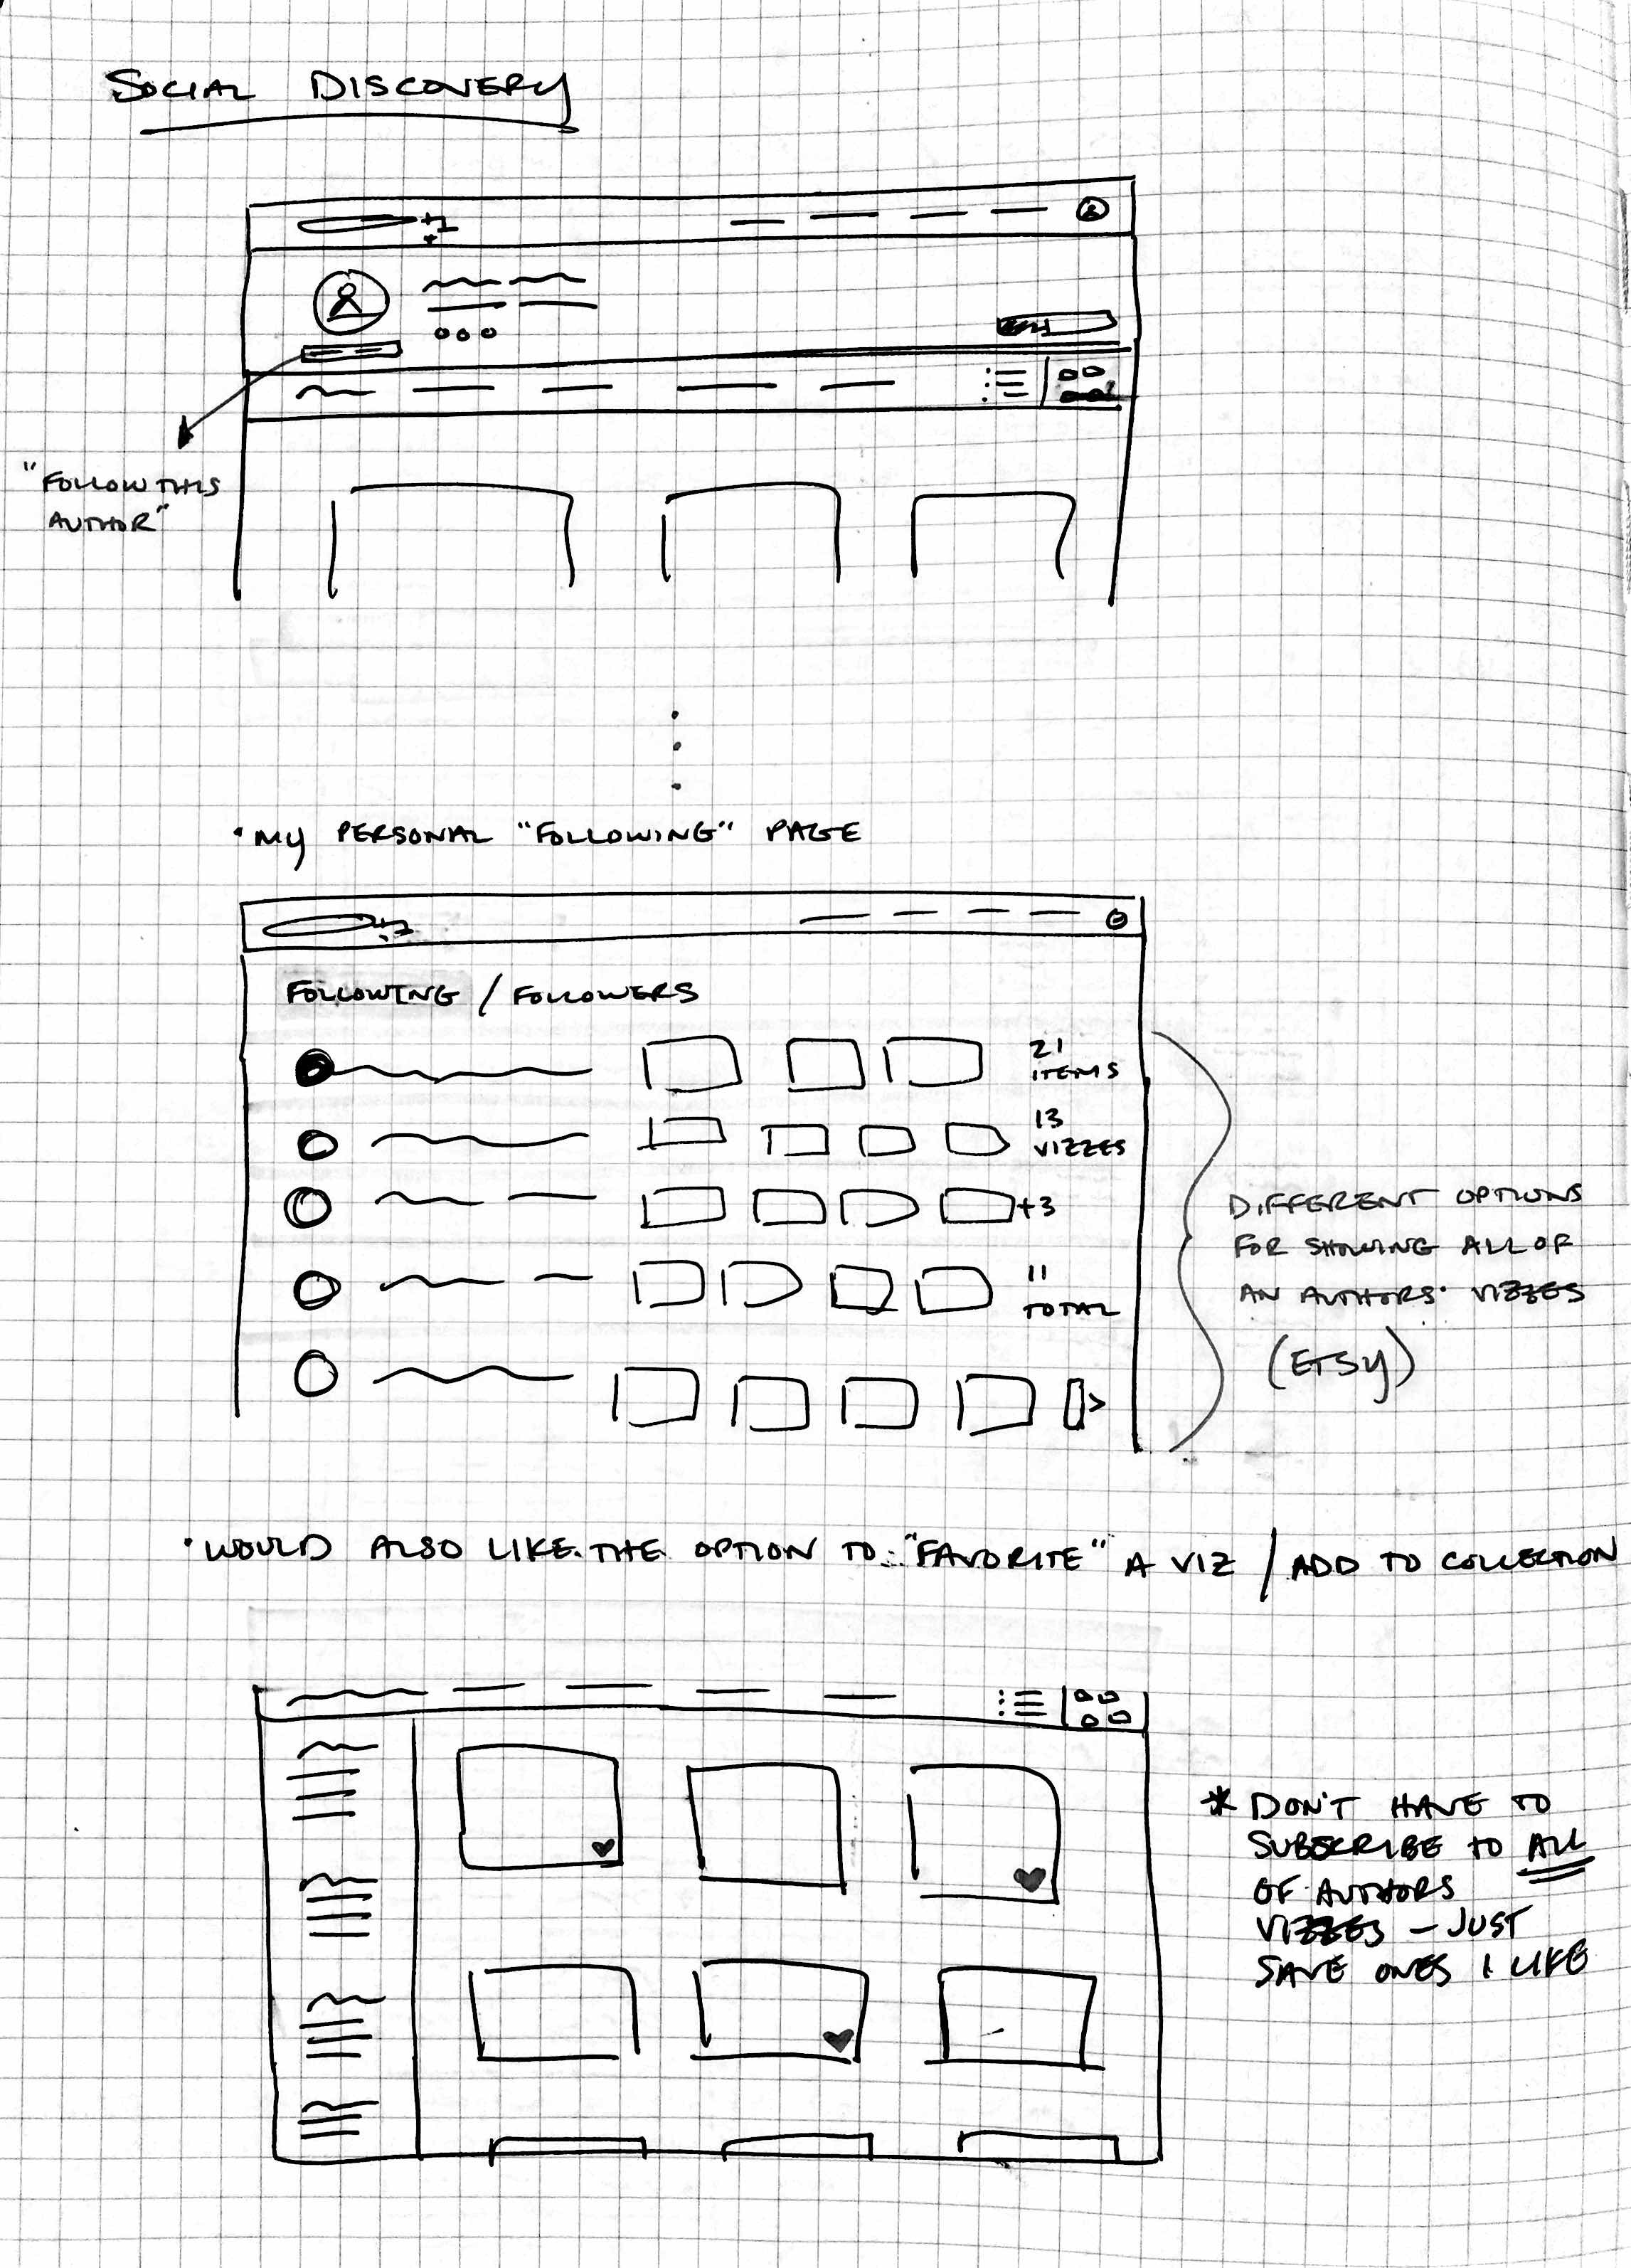 SOCIAL DISCOVERY
"FOLLOW THIS
AUTHOR"
• MY PERSONAL "FOLLOWING" PAGE
FOLLOWING / FOLLOWERS
21
ITEMS
13
VIZZES
+3
11
TOTAL
DIFFERENT OPTIONS
FOR SHOWING ALL OF
AN AUTHORS' VIZZES
(ETSY)
• WOULD ALSO LIKE THE OPTION TO "FAVORITE" A VIZ / ADD TO COLLECTION
* DON'T HAVE TO
SUBSCRIBE TO ALL
OF AUTHORS
VIZZES – JUST
SAVE ONES I LIKE